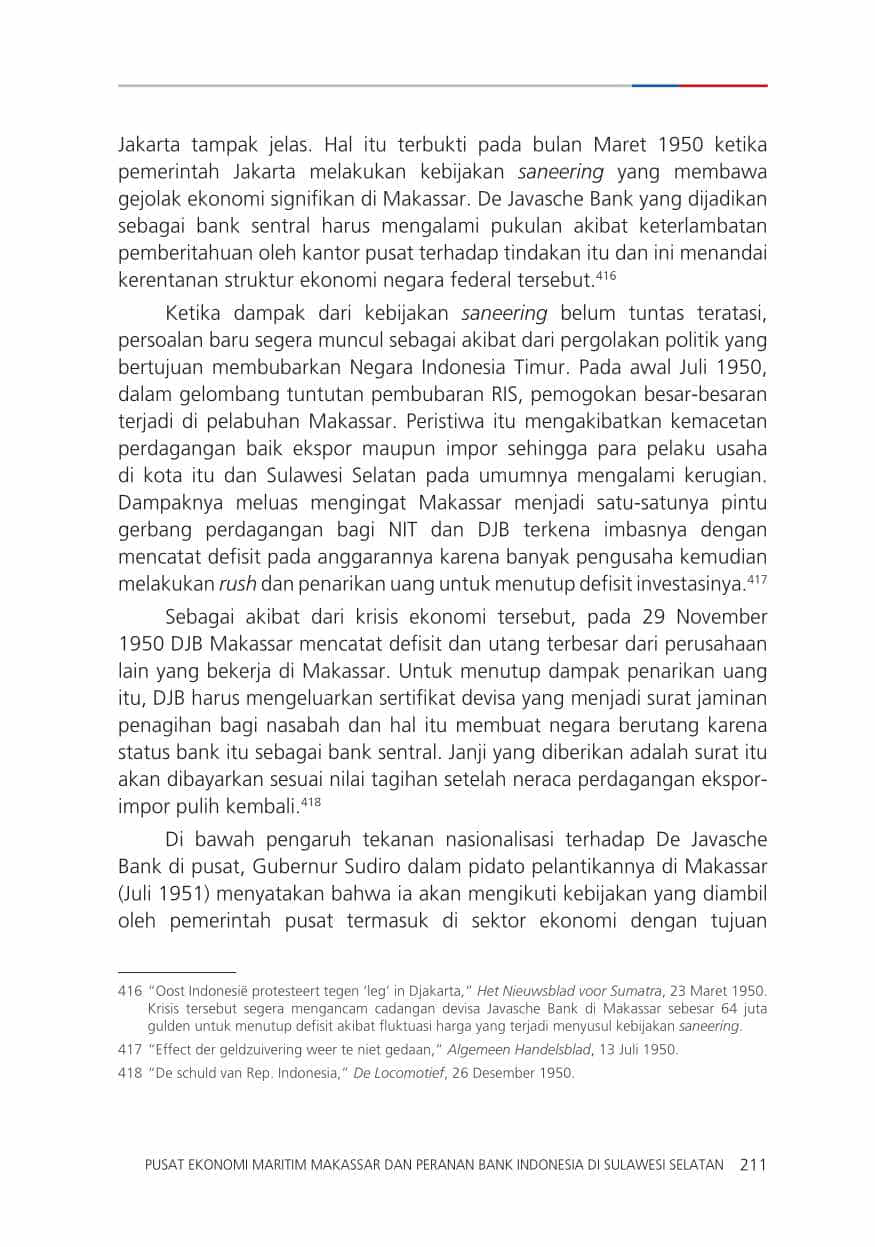 Jakarta tampak jelas. Hal itu terbukti pada bulan Maret 1950 ketika
pemerintah Jakarta melakukan kebijakan saneering yang membawa
gejolak ekonomi signifikan di Makassar. De Javasche Bank yang dijadikan
sebagai bank sentral harus mengalami pukulan akibat keterlambatan
pemberitahuan oleh kantor pusat terhadap tindakan itu dan ini menandai
kerentanan struktur ekonomi negara federal tersebut.416
Ketika dampak dari kebijakan saneering belum tuntas teratasi,
persoalan baru segera muncul sebagai akibat dari pergolakan politik yang
bertujuan membubarkan Negara Indonesia Timur. Pada awal Juli 1950,
dalam gelombang tuntutan pembubaran RIS, pemogokan besar-besaran
terjadi di pelabuhan Makassar. Peristiwa itu mengakibatkan kemacetan
perdagangan baik ekspor maupun impor sehingga para pelaku usaha
di kota itu dan Sulawesi Selatan pada umumnya mengalami kerugian.
Dampaknya meluas mengingat Makassar menjadi satu-satunya pintu
gerbang perdagangan bagi NIT dan DJB terkena imbasnya dengan
mencatat defisit pada anggarannya karena banyak pengusaha kemudian
melakukan rush dan penarikan uang untuk menutup defisit investasinya.417
Sebagai akibat dari krisis ekonomi tersebut, pada 29 November
1950 DJB Makassar mencatat defisit dan utang terbesar dari perusahaan
lain yang bekerja di Makassar. Untuk menutup dampak penarikan uang
itu, DJB harus mengeluarkan sertifikat devisa yang menjadi surat jaminan
penagihan bagi nasabah dan hal itu membuat negara berutang karena
status bank itu sebagai bank sentral. Janji yang diberikan adalah surat itu
akan dibayarkan sesuai nilai tagihan setelah neraca perdagangan ekspor-
impor pulih kembali.418
Di bawah pengaruh tekanan nasionalisasi terhadap De Javasche
Bank di pusat, Gubernur Sudiro dalam pidato pelantikannya di Makassar
(Juli 1951) menyatakan bahwa ia akan mengikuti kebijakan yang diambil
oleh pemerintah pusat termasuk di sektor ekonomi dengan tujuan
416 “Oost Indonesië protesteert tegen ‘leg’ in Djakarta,” Het Nieuwsblad voor Sumatra, 23 Maret 1950.
Krisis tersebut segera mengancam cadangan devisa Javasche Bank di Makassar sebesar 64 juta
gulden untuk menutup defisit akibat fluktuasi harga yang terjadi menyusul kebijakan saneering.
417 “Effect der geldzuivering weer te niet gedaan,” Algemeen Handelsblad, 13 Juli 1950.
418 “De schuld van Rep. Indonesia,” De Locomotief, 26 Desember 1950.
PUSAT EKONOMI MARITIM MAKASSAR DAN PERANAN BANK INDONESIA DI SULAWESI SELATAN 211